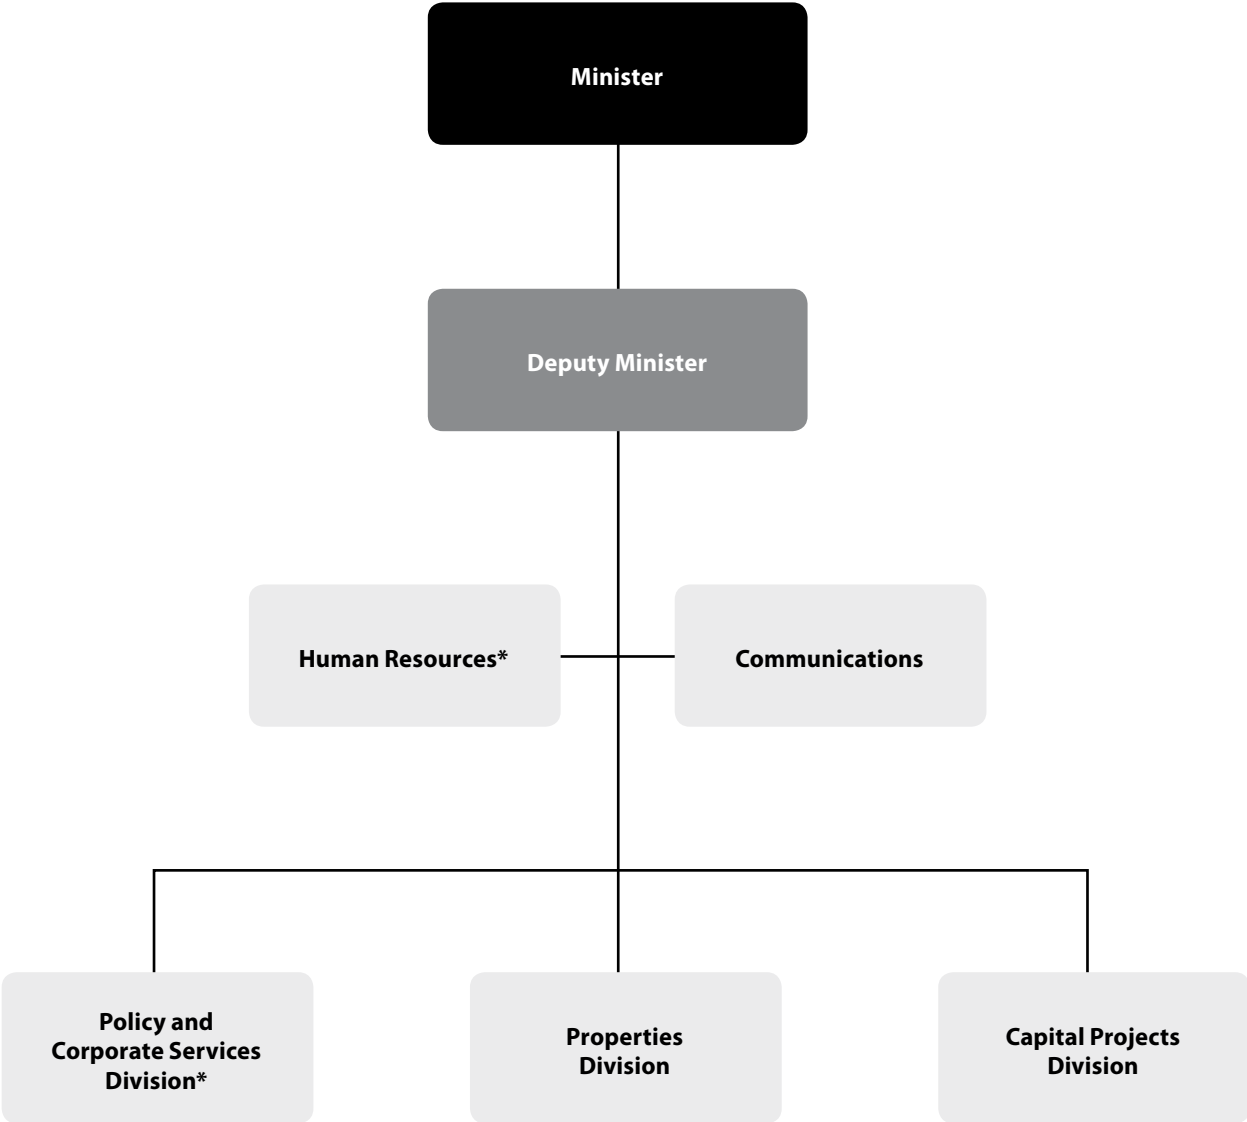 Minister
Deputy Minister
Human Resources*
Communications
Policy and
Corporate Services
Division*
Properties
Division
Capital Projects
Division